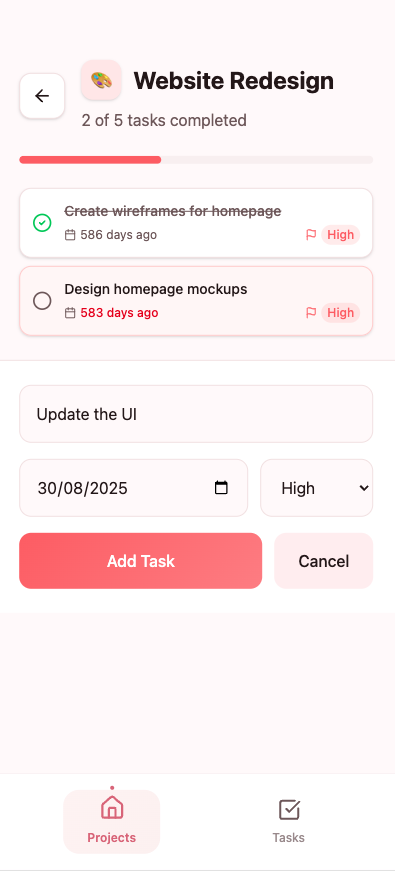 Website Redesign
2 of 5 tasks completed
Create wireframes for homepage
586 days ago
High
Design homepage mockups
583 days ago
High
Update the UI
30/08/2025
High
Add Task
Cancel
Projects
Tasks